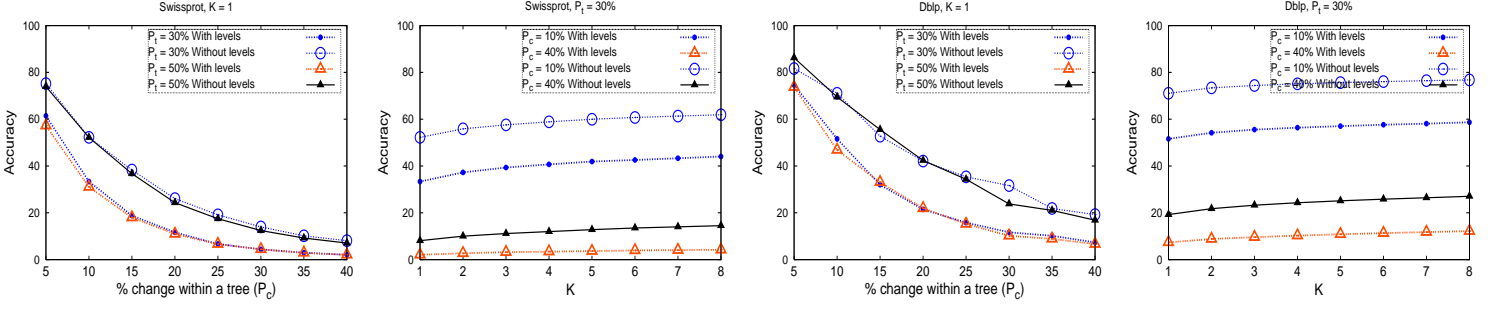 Swissprot, K = 1
P_t = 30% With levels
P_t = 30% Without levels
P_t = 50% With levels
P_t = 50% Without levels
Accuracy
100
80
60
40
20
0
5 10 15 20 25 30 35 40
% change within a tree (P_c)
Swissprot, P_t = 30%
P_c = 10% With levels
P_c = 40% With levels
P_c = 10% Without levels
P_c = 40% Without levels
Accuracy
100
80
60
40
20
0
1 2 3 4 5 6 7 8
K
Dblp, K = 1
P_t = 30% With levels
P_t = 30% Without levels
P_t = 50% With levels
P_t = 50% Without levels
Accuracy
100
80
60
40
20
0
5 10 15 20 25 30 35 40
% change within a tree (P_c)
Dblp, P_t = 30%
P_c = 10% With levels
P_c = 40% With levels
P_c = 10% Without levels
P_c = 40% Without levels
Accuracy
100
80
60
40
20
0
1 2 3 4 5 6 7 8
K